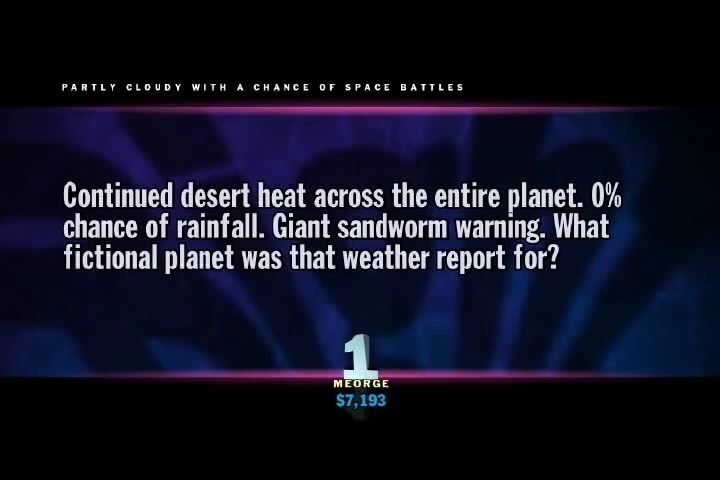 PARTLY CLOUDY WITH A CHANCE OF SPACE BATTLES
Continued desert heat across the entire planet. 0%
chance of rainfall. Giant sandworm warning. What
fictional planet was that weather report for?
1
MEORGE
$7,193